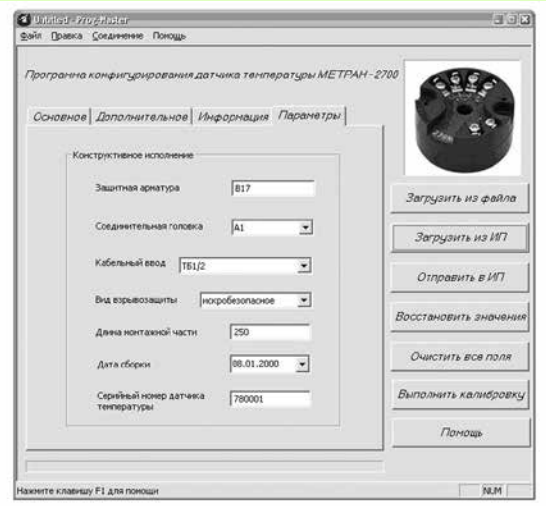 Untitled - Prog-Master
Файл Правка Соединение Помощь
Программа конфигурирования датчика температуры МЕТРАН-2700
Основное Дополнительное Информация Параметры
Конструктивное исполнение
Защитная арматура В17
Соединительная головка А1
Кабельный ввод ТБ1/2
Вид взрывозащиты искробезопасное
Длина монтажной части 250
Дата сборки 08.01.2000
Серийный номер датчика
температуры 780001
Загрузить из файла
Загрузить из ИП
Отправить в ИП
Восстановить значения
Очистить все поля
Выполнить калибровку
Помощь
Нажмите клавишу F1 для помощи NUM